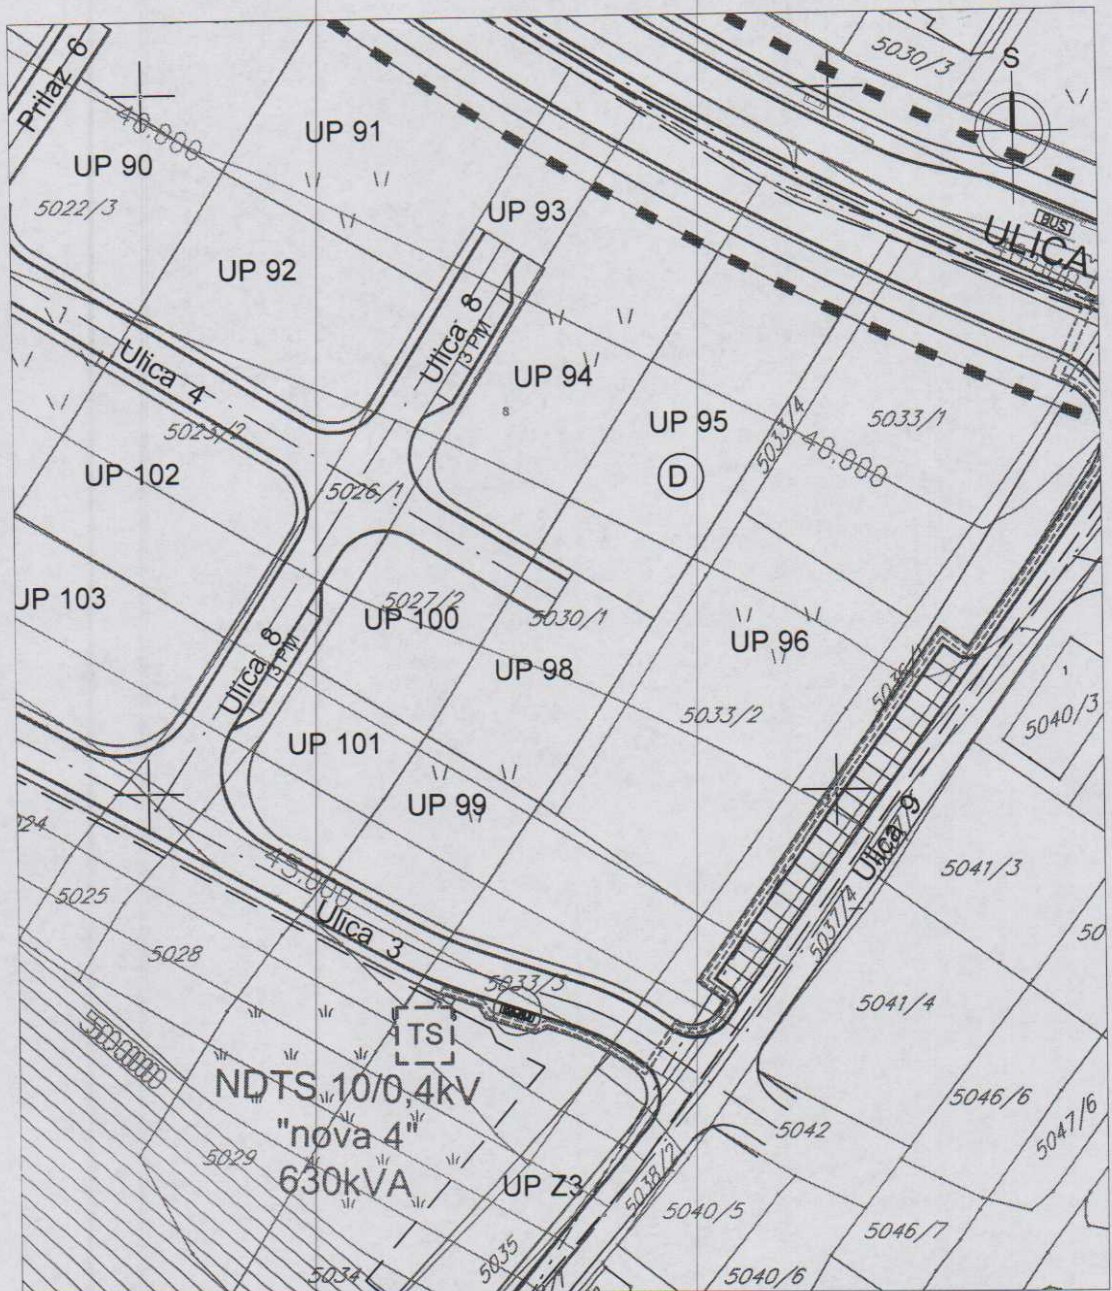 Prilaz 6
5030/3
S
40.000
UP 91
UP 90
5022/3
UP 93
BUS
ULICA
UP 92
Ulica 8
3 PM
Ulica 4
UP 94
5023/2
UP 95
5033/4
5033/1
40.000
UP 102
D
5026/1
UP 103
5027/2
UP 100
5030/1
UP 98
UP 96
Ulica 8
3 PM
5033/2
1
5040/3
UP 101
UP 99
Ulica 9
5041/3
45.000
5025
Ulica 3
5037/4
5028
5033/3
5041/4
TS
NDTS 10/0,4kV
"nova 4"
630kVA
5029
5046/6
5042
5047/6
UP Z3
5038/2
5040/5
5046/7
5035
5034
5040/6